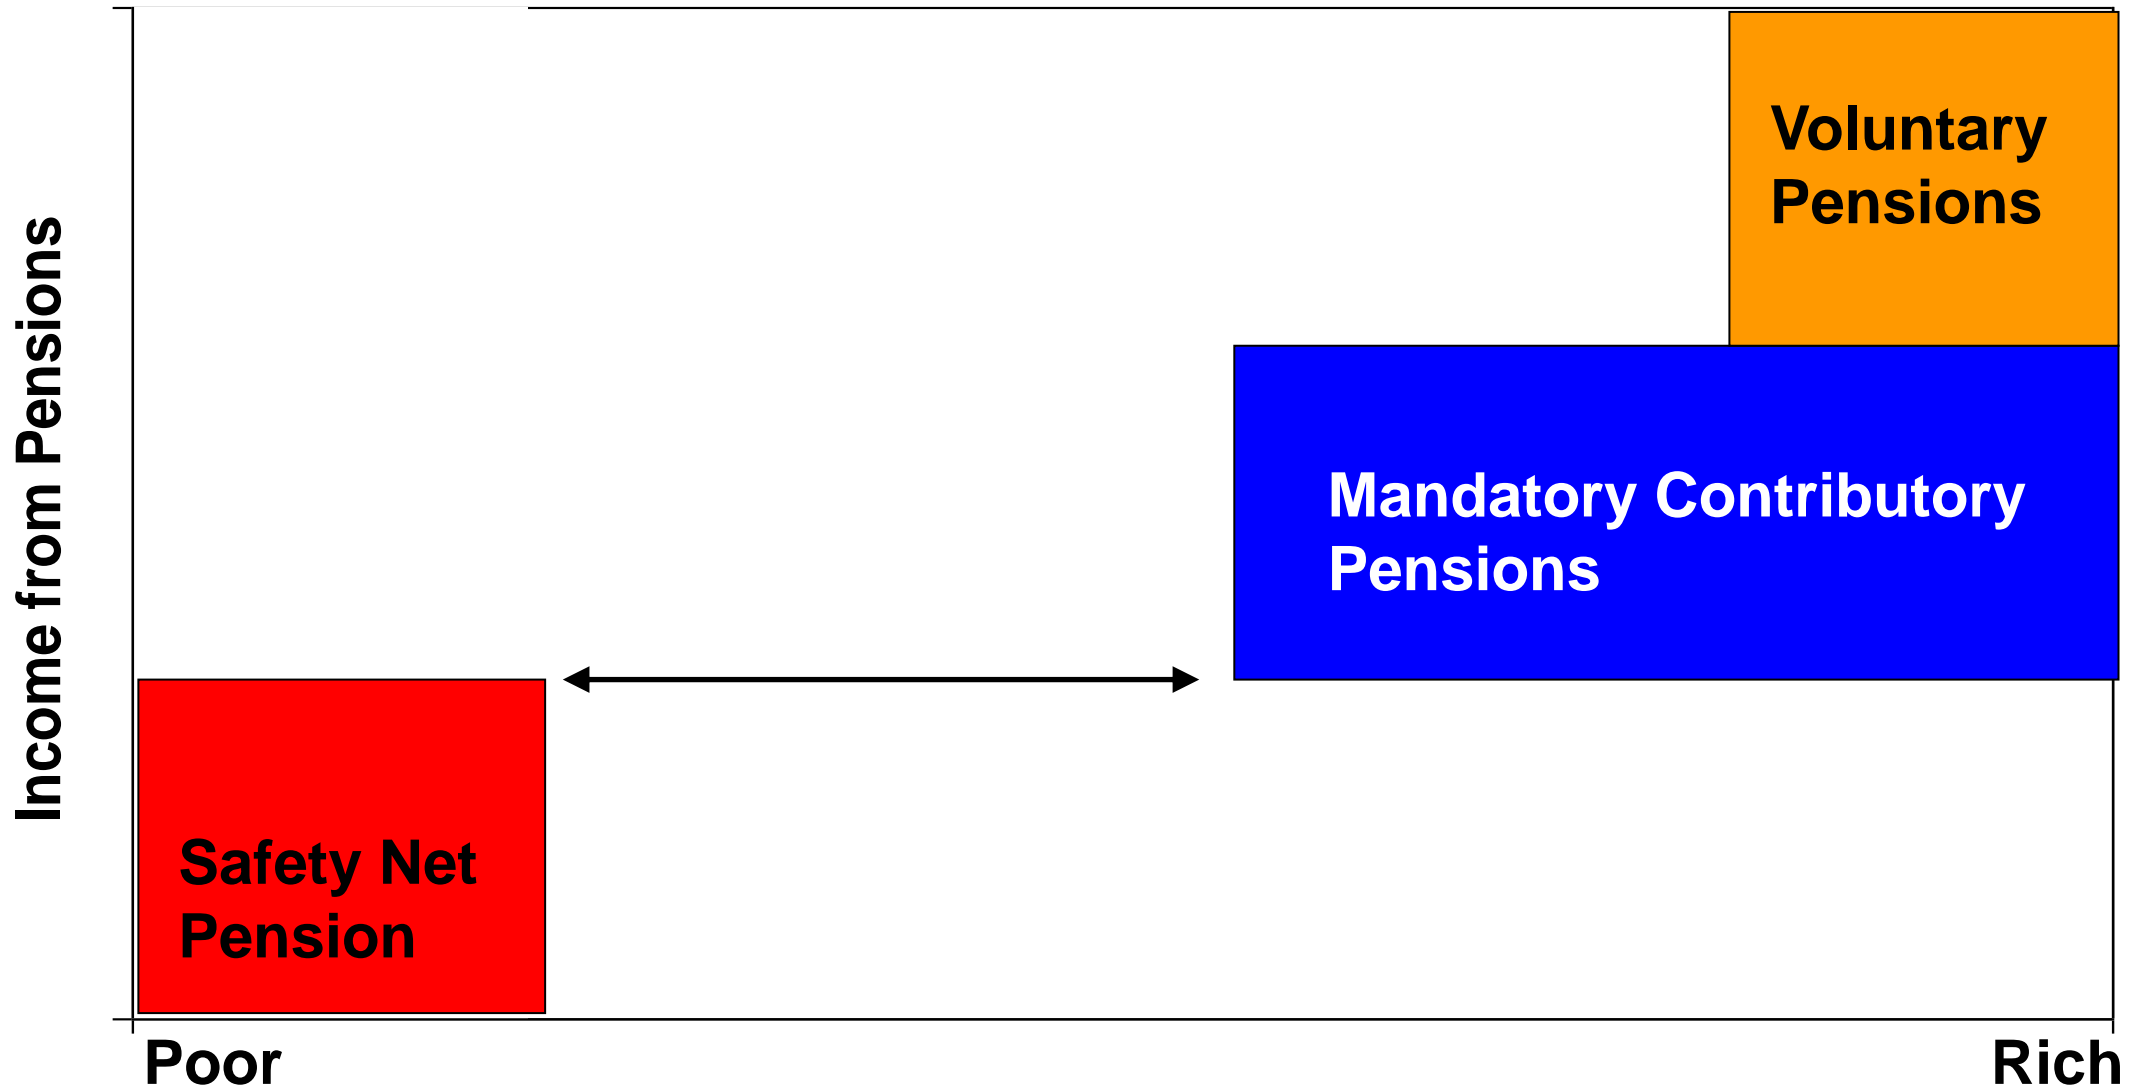 Income from Pensions
Voluntary
Pensions
Mandatory Contributory
Pensions
Safety Net
Pension
Poor
Rich